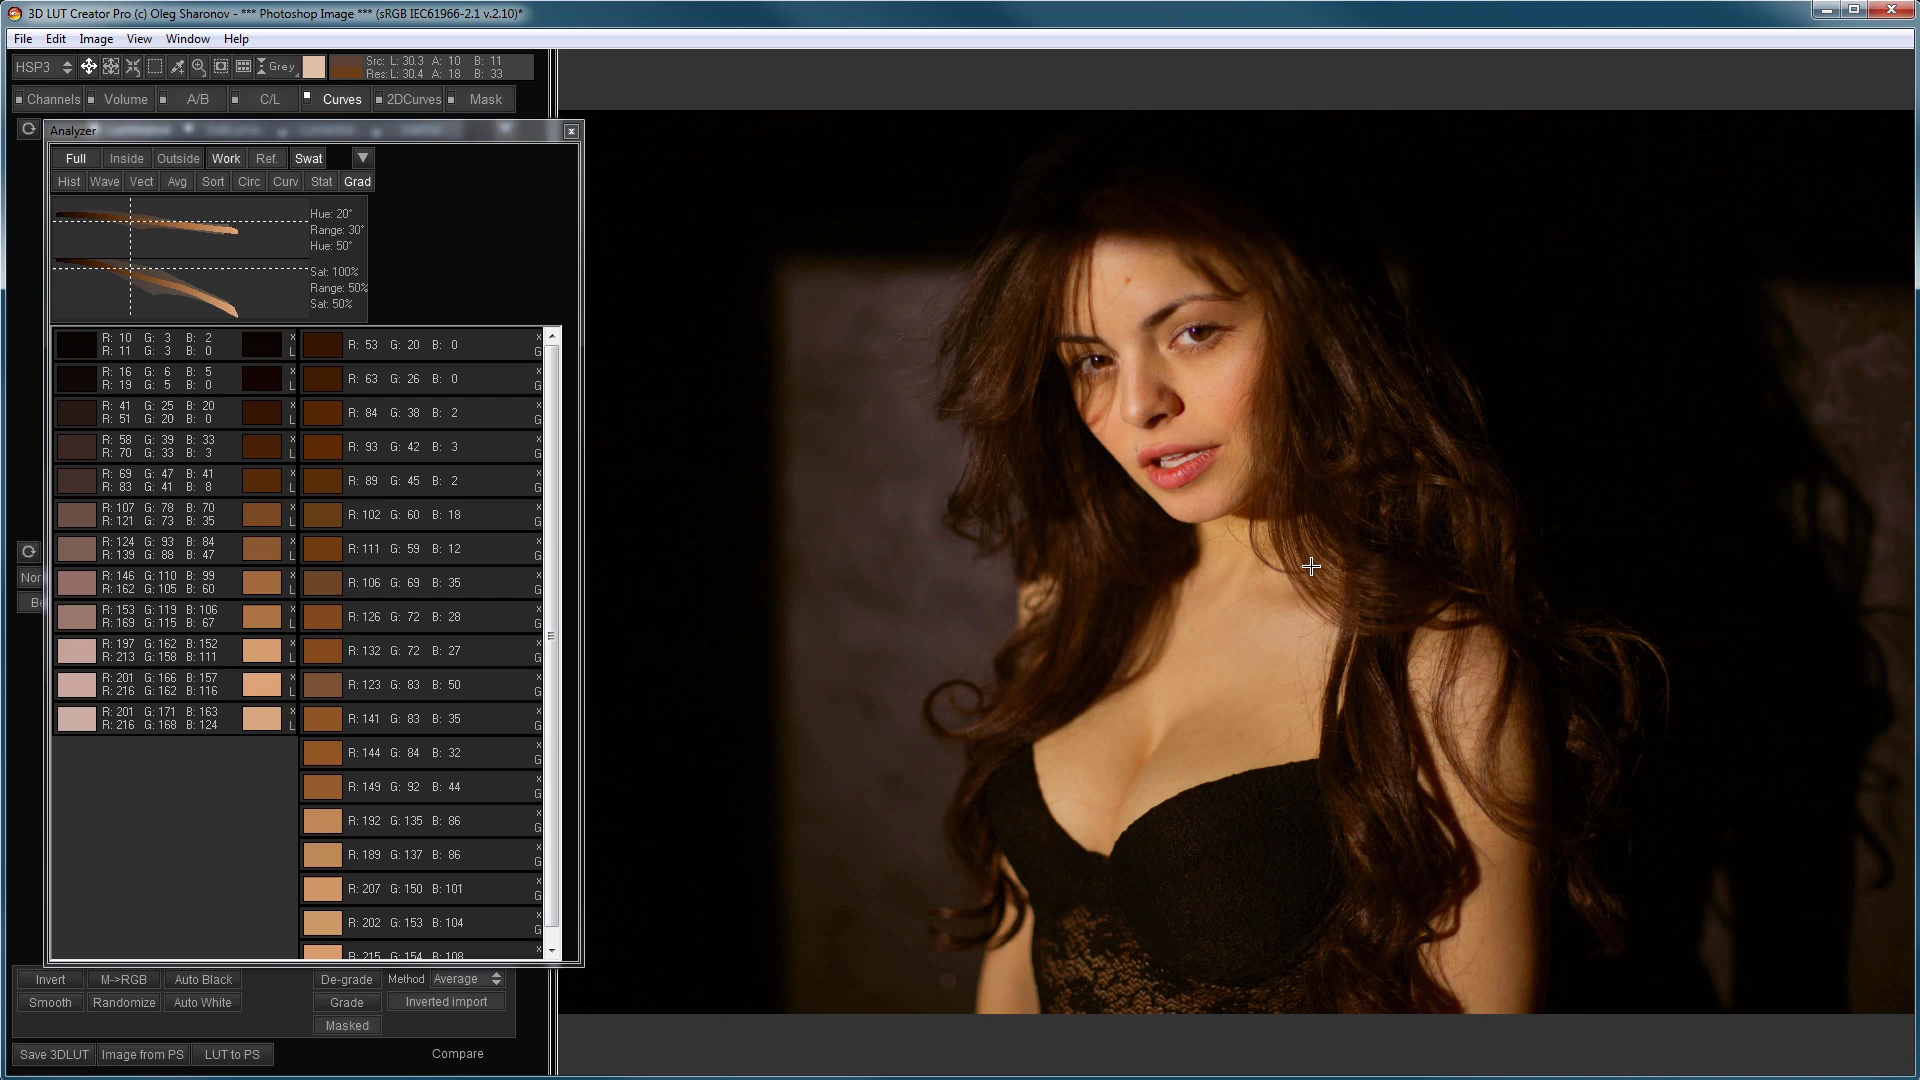 3D LUT Creator Pro (c) Oleg Sharonov - *** Photoshop Image *** (sRGB IEC61966-2.1 v.2.10)*
File Edit Image View Window Help
HSP3 Grey Src: L: 30.3 A: 10 B: 11
Res: L: 30.4 A: 18 B: 33
Channels Volume A/B C/L Curves 2DCurves Mask
Analyzer
Full Inside Outside Work Ref. Swat
Hist Wave Vect Avg Sort Circ Curv Stat Grad
Hue: 20°
Range: 30°
Hue: 50°
Sat: 100%
Range: 50%
Sat: 50%
R: 10 G: 3 B: 2 x
R: 11 G: 3 B: 0 L
R: 53 G: 20 B: 0 x G
R: 16 G: 6 B: 5 x
R: 19 G: 5 B: 0 L
R: 63 G: 26 B: 0 x G
R: 41 G: 25 B: 20 x
R: 51 G: 20 B: 0 L
R: 84 G: 38 B: 2 x G
R: 58 G: 39 B: 33 x
R: 70 G: 33 B: 3 L
R: 93 G: 42 B: 3 x G
R: 69 G: 47 B: 41 x
R: 83 G: 41 B: 8 L
R: 89 G: 45 B: 2 x G
R: 107 G: 78 B: 70 x
R: 121 G: 73 B: 35 L
R: 102 G: 60 B: 18 x G
R: 124 G: 93 B: 84 x
R: 139 G: 88 B: 47 L
R: 111 G: 59 B: 12 x G
R: 146 G: 110 B: 99 x
R: 162 G: 105 B: 60 L
R: 106 G: 69 B: 35 x G
R: 153 G: 119 B: 106 x
R: 169 G: 115 B: 67 L
R: 126 G: 72 B: 28 x G
R: 197 G: 162 B: 152 x
R: 213 G: 158 B: 111 L
R: 132 G: 72 B: 27 x G
R: 201 G: 166 B: 157 x
R: 216 G: 162 B: 116 L
R: 123 G: 83 B: 50 x G
R: 201 G: 171 B: 163 x
R: 216 G: 168 B: 124 L
R: 141 G: 83 B: 35 x G
R: 144 G: 84 B: 32 x G
R: 149 G: 92 B: 44 x G
R: 192 G: 135 B: 86 x G
R: 189 G: 137 B: 86 x G
R: 207 G: 150 B: 101 x G
R: 202 G: 153 B: 104 x G
R: 215 G: 154 B: 108 x
Nor
Invert M->RGB Auto Black De-grade Method Average
Smooth Randomize Auto White Grade Inverted import
Masked
Save 3DLUT Image from PS LUT to PS Compare